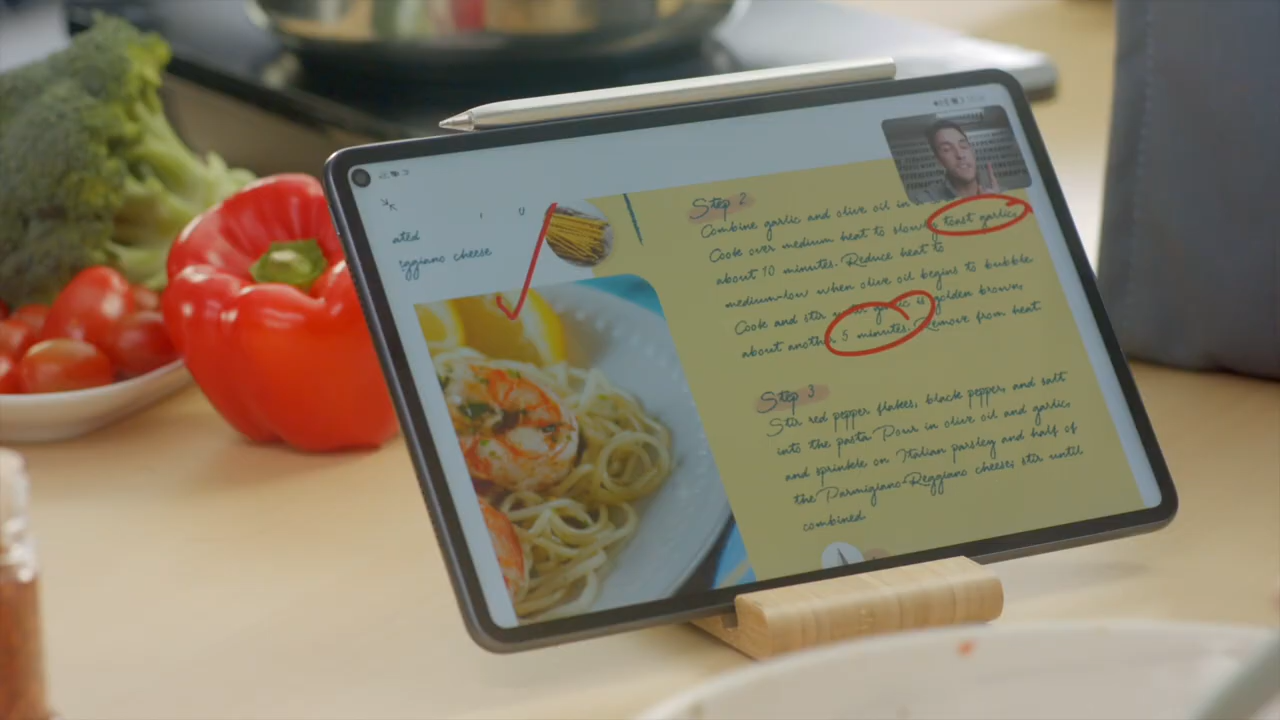 ated
ggiano cheese
Step 2
Combine garlic and olive oil in
Cook over medium heat to slowly toast garlic,
about 10 minutes. Reduce heat to
medium-low when olive oil begins to bubble
Cook and stir until garlic is golden brown,
about another 5 minutes. Remove from heat.
Step 3
Stir red pepper flakes, black pepper, and salt
into the pasta Pour in olive oil and garlic,
and sprinkle on Italian parsley and half of
the Parmigiano-Reggiano cheese; stir until
combined.